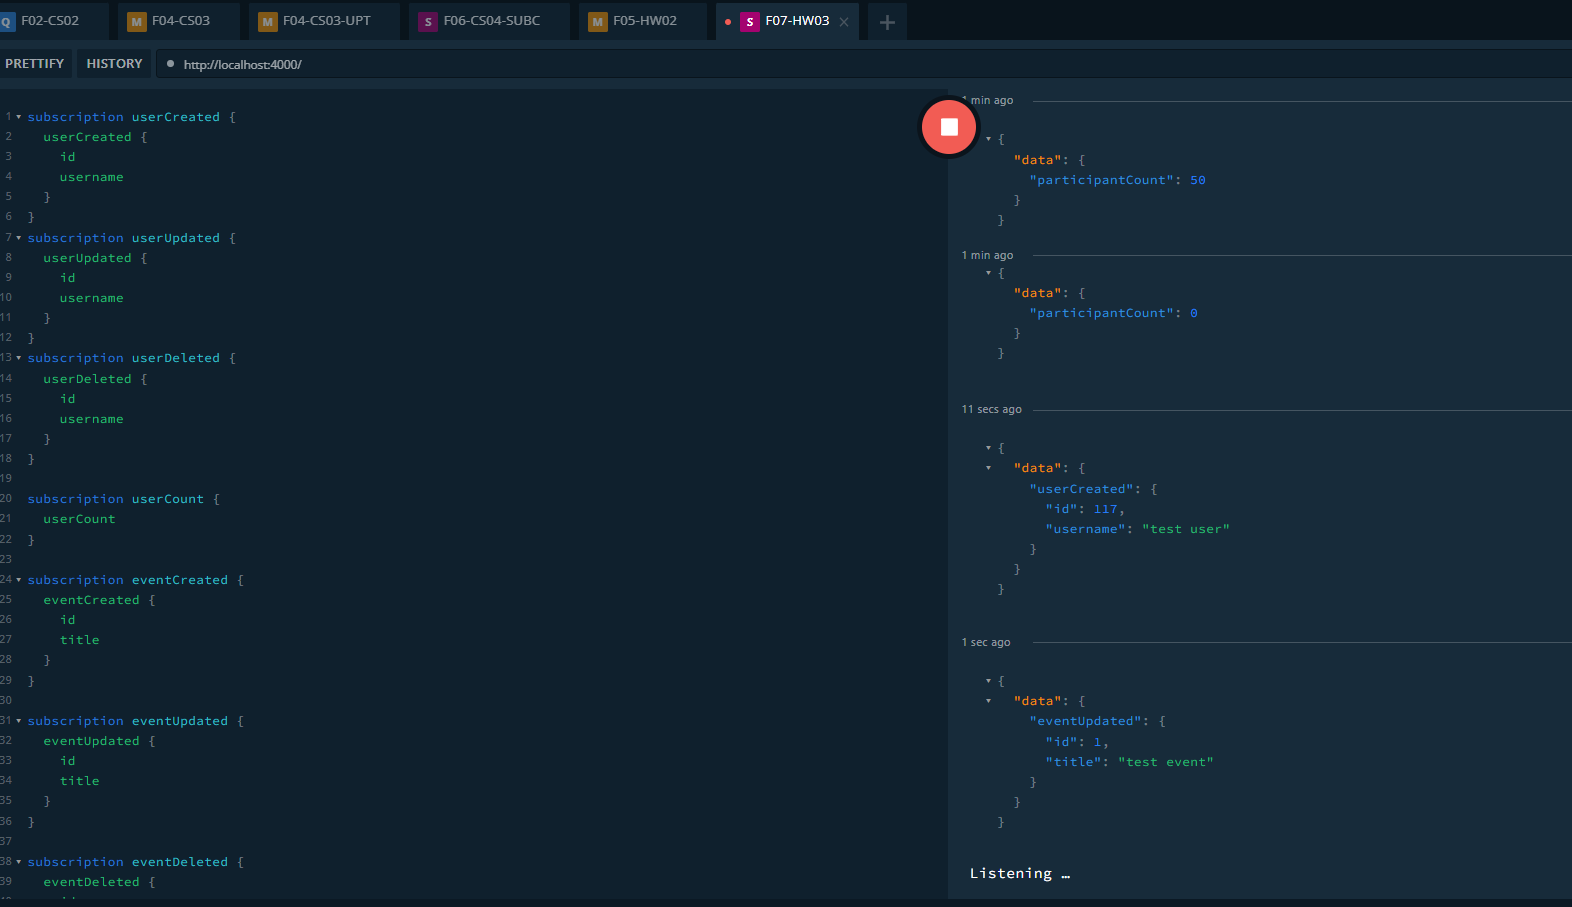 Q F02-CS02 M F04-CS03 M F04-CS03-UPT S F06-CS04-SUBC M F05-HW02 S F07-HW03 × +
PRETTIFY HISTORY http://localhost:4000/
1 subscription userCreated {
2 userCreated {
3 id
4 username
5 }
6 }
7 subscription userUpdated {
8 userUpdated {
9 id
10 username
11 }
12 }
13 subscription userDeleted {
14 userDeleted {
15 id
16 username
17 }
18 }
19
20 subscription userCount {
21 userCount
22 }
23
24 subscription eventCreated {
25 eventCreated {
26 id
27 title
28 }
29 }
30
31 subscription eventUpdated {
32 eventUpdated {
33 id
34 title
35 }
36 }
37
38 subscription eventDeleted {
39 eventDeleted {
min ago
{
"data": {
"participantCount": 50
}
}
1 min ago
{
"data": {
"participantCount": 0
}
}
11 secs ago
{
"data": {
"userCreated": {
"id": 117,
"username": "test user"
}
}
}
1 sec ago
{
"data": {
"eventUpdated": {
"id": 1,
"title": "test event"
}
}
}
Listening …